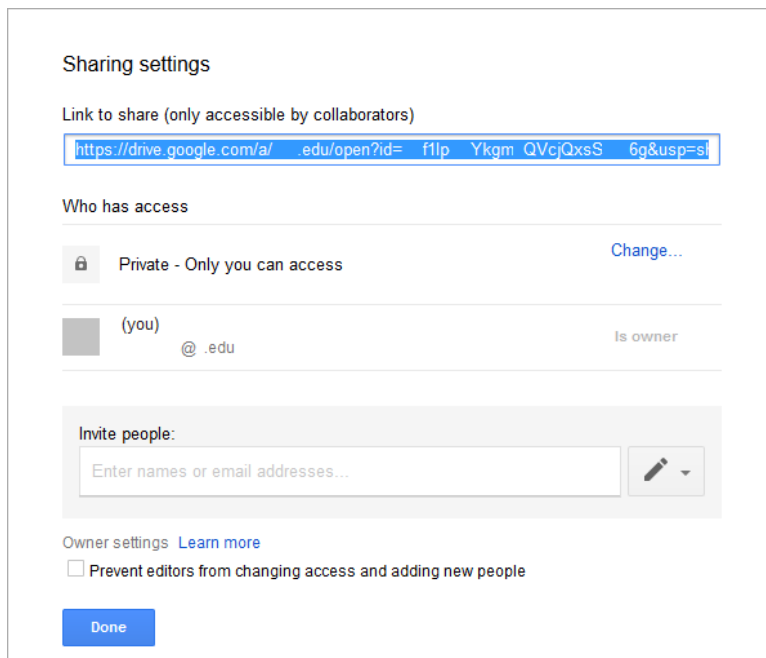 Sharing settings
Link to share (only accessible by collaborators)
https://drive.google.com/a/ .edu/open?id= f1lp Ykgm QVcjQxsS 6g&usp=sh
Who has access
Private - Only you can access Change...
(you)
@ .edu Is owner
Invite people:
Enter names or email addresses...
Owner settings Learn more
Prevent editors from changing access and adding new people
Done